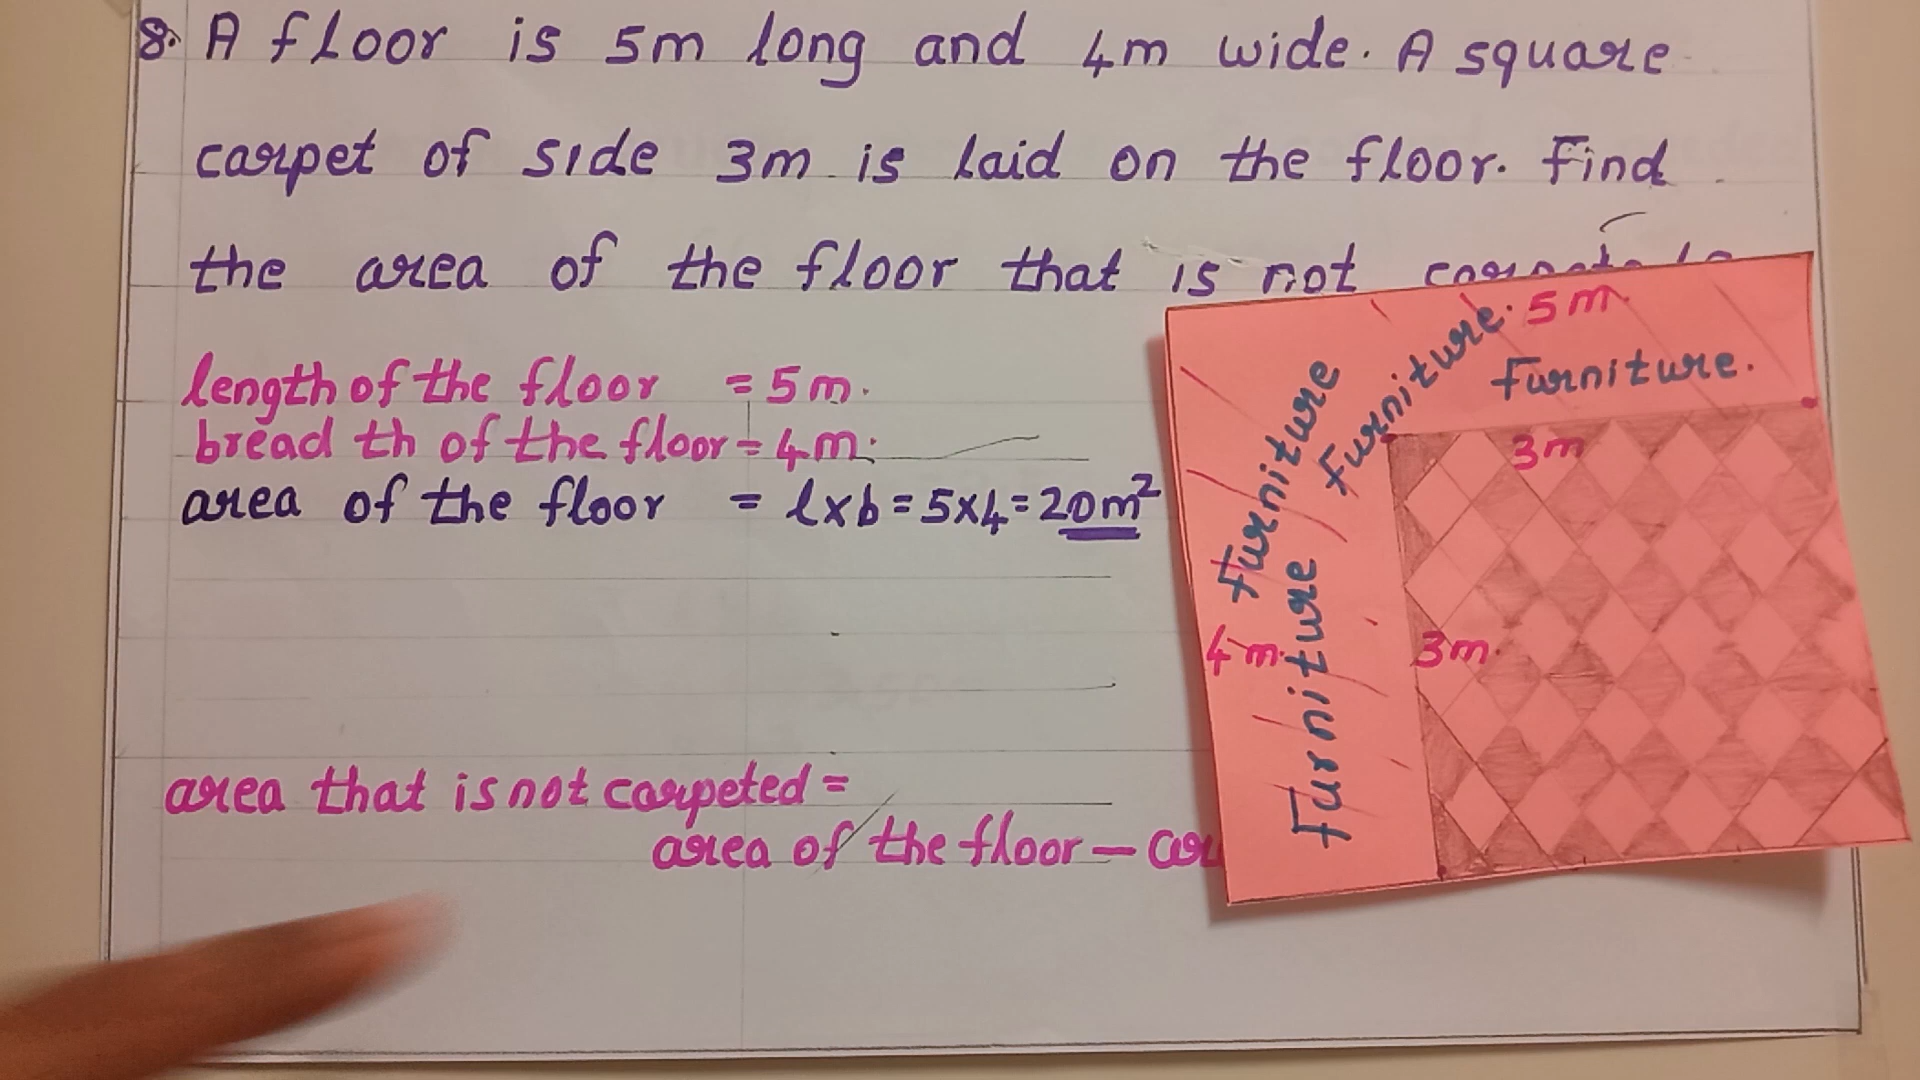 8. A floor is 5m long and 4m wide. A square
carpet of side 3m is laid on the floor. Find
the area of the floor that is not
length of the floor = 5m.
breadth of the floor = 4m.
area of the floor = l×b = 5×4 = 20m²
area that is not carpeted =
area of the floor –
5m.
Furniture.
Furniture.
Furniture
Furniture
3m
4m.
3m.